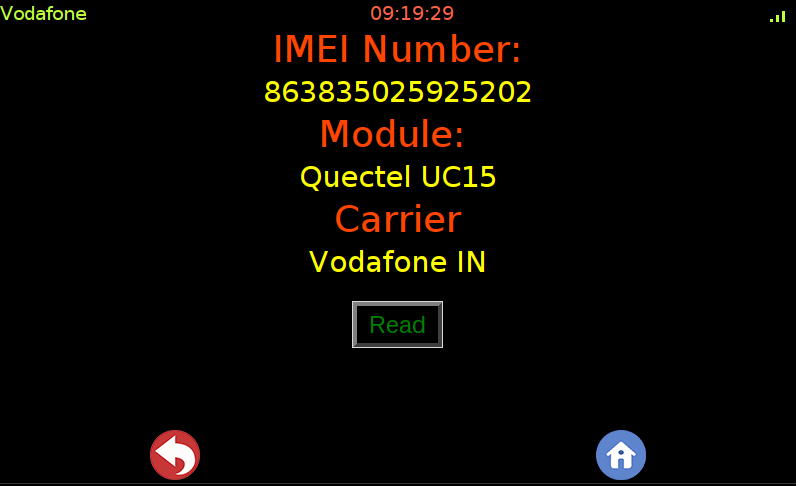 Vodafone 09:19:29
IMEI Number:
863835025925202
Module:
Quectel UC15
Carrier
Vodafone IN
Read